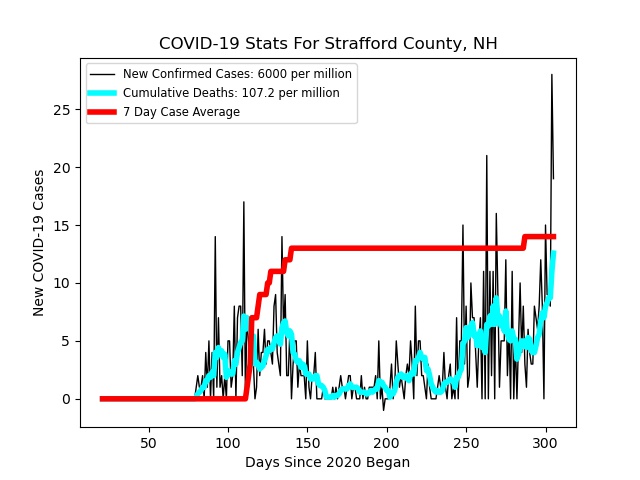 COVID-19 Stats For Strafford County, NH
New Confirmed Cases: 6000 per million
Cumulative Deaths: 107.2 per million
7 Day Case Average
New COVID-19 Cases
25
20
15
10
5
0
50
100
150
200
250
300
Days Since 2020 Began